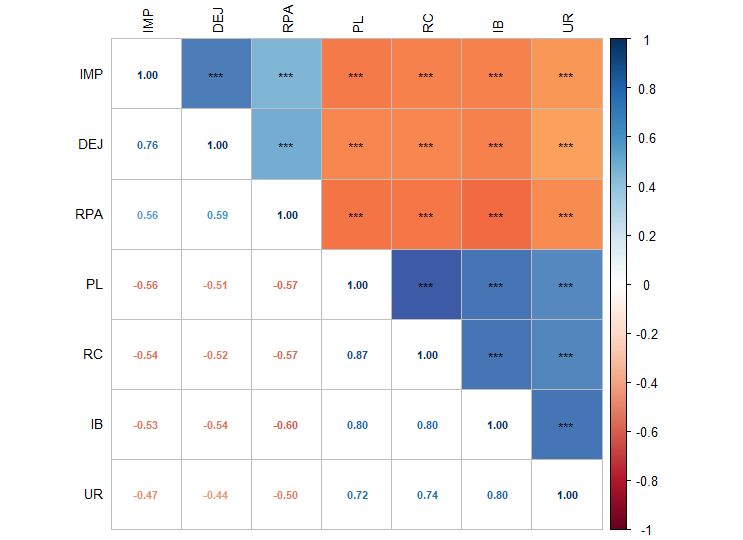 IMP DEJ RPA PL RC IB UR
IMP 1.00 *** *** *** *** *** *** 1
DEJ 0.76 1.00 *** *** *** *** *** 0.8
RPA 0.56 0.59 1.00 *** *** *** *** 0.6
PL -0.56 -0.51 -0.57 1.00 *** *** *** 0.4
RC -0.54 -0.52 -0.57 0.87 1.00 *** *** 0.2
IB -0.53 -0.54 -0.60 0.80 0.80 1.00 *** 0
UR -0.47 -0.44 -0.50 0.72 0.74 0.80 1.00 -0.2
-0.4
-0.6
-0.8
-1